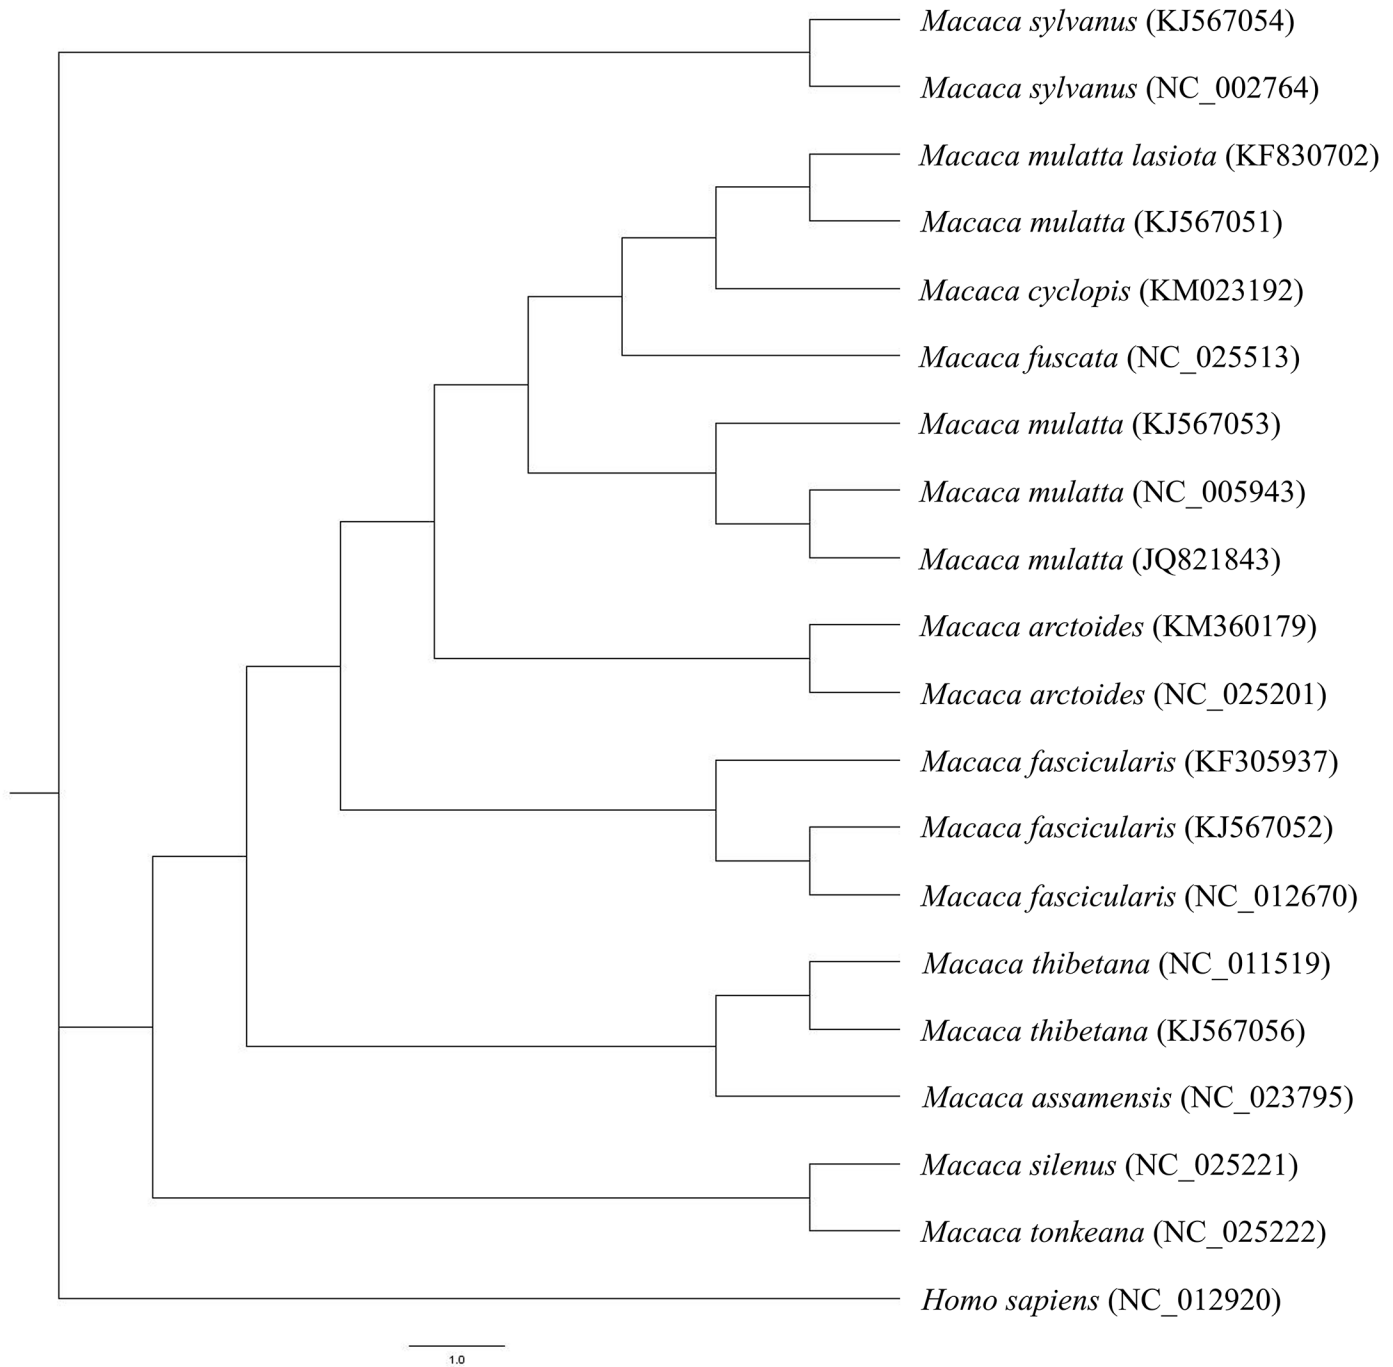 Macaca sylvanus (KJ567054)
Macaca sylvanus (NC_002764)
Macaca mulatta lasiota (KF830702)
Macaca mulatta (KJ567051)
Macaca cyclopis (KM023192)
Macaca fuscata (NC_025513)
Macaca mulatta (KJ567053)
Macaca mulatta (NC_005943)
Macaca mulatta (JQ821843)
Macaca arctoides (KM360179)
Macaca arctoides (NC_025201)
Macaca fascicularis (KF305937)
Macaca fascicularis (KJ567052)
Macaca fascicularis (NC_012670)
Macaca thibetana (NC_011519)
Macaca thibetana (KJ567056)
Macaca assamensis (NC_023795)
Macaca silenus (NC_025221)
Macaca tonkeana (NC_025222)
Homo sapiens (NC_012920)
1.0